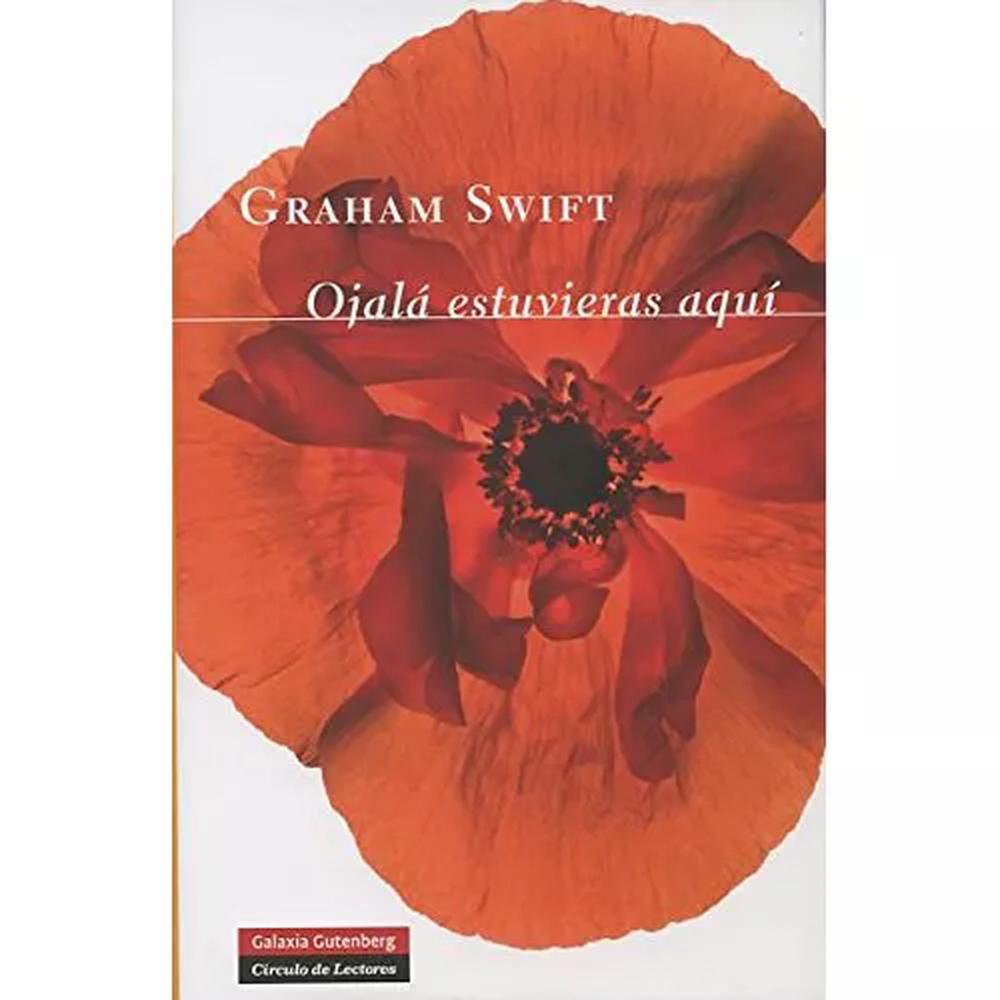 GRAHAM SWIFT
Ojalá estuvieras aquí
Galaxia Gutenberg
Círculo de Lectores